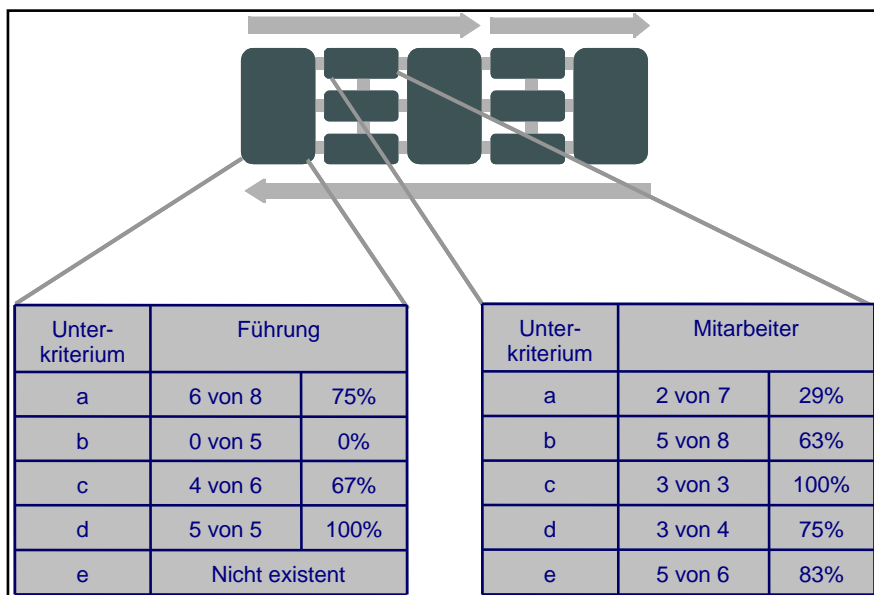 Unter-
kriterium
Führung
a
6 von 8
75%
b
0 von 5
0%
c
4 von 6
67%
d
5 von 5
100%
e
Nicht existent
Unter-
kriterium
Mitarbeiter
a
2 von 7
29%
b
5 von 8
63%
c
3 von 3
100%
d
3 von 4
75%
e
5 von 6
83%